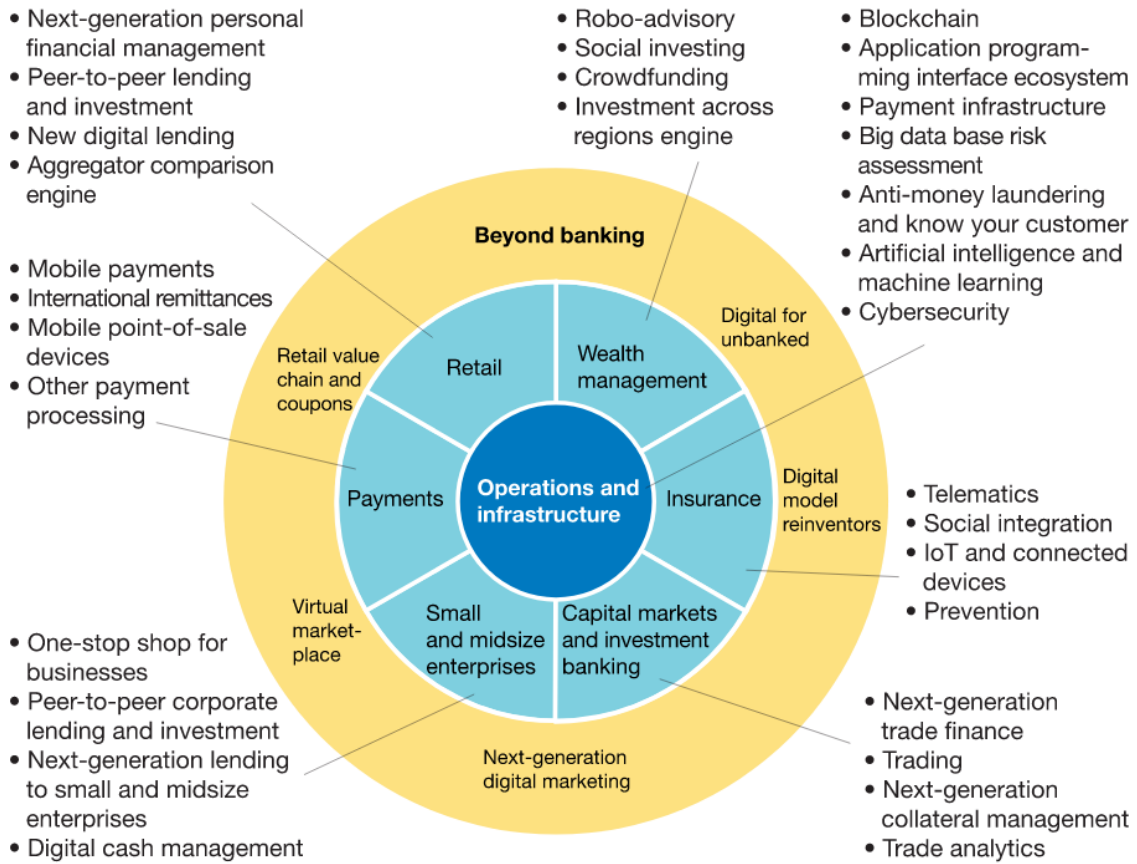 • Next-generation personal
financial management
• Peer-to-peer lending
and investment
• New digital lending
• Aggregator comparison
engine
• Robo-advisory
• Social investing
• Crowdfunding
• Investment across
regions engine
• Blockchain
• Application program-
ming interface ecosystem
• Payment infrastructure
• Big data base risk
assessment
• Anti-money laundering
and know your customer
• Artificial intelligence and
machine learning
• Cybersecurity
• Mobile payments
• International remittances
• Mobile point-of-sale
devices
• Other payment
processing
Beyond banking
Digital for
unbanked
Retail value
chain and
coupons
Retail
Wealth
management
Payments
Operations and
infrastructure
Insurance
Digital
model
reinventors
• Telematics
• Social integration
• IoT and connected
devices
• Prevention
Virtual
market-
place
Small
and midsize
enterprises
Capital markets
and investment
banking
Next-generation
digital marketing
• One-stop shop for
businesses
• Peer-to-peer corporate
lending and investment
• Next-generation lending
to small and midsize
enterprises
• Digital cash management
• Next-generation
trade finance
• Trading
• Next-generation
collateral management
• Trade analytics